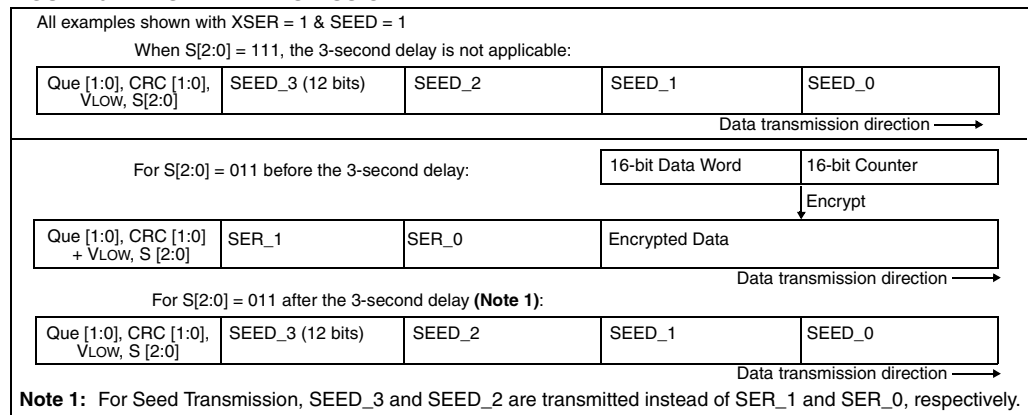 All examples shown with XSER = 1 & SEED = 1
When S[2:0] = 111, the 3-second delay is not applicable:
Que [1:0], CRC [1:0],
VLOW, S[2:0]
SEED_3 (12 bits)
SEED_2
SEED_1
SEED_0
Data transmission direction
For S[2:0] = 011 before the 3-second delay:
16-bit Data Word
16-bit Counter
Encrypt
Que [1:0], CRC [1:0]
+ VLOW, S [2:0]
SER_1
SER_0
Encrypted Data
Data transmission direction
For S[2:0] = 011 after the 3-second delay (Note 1):
Que [1:0], CRC [1:0],
VLOW, S [2:0]
SEED_3 (12 bits)
SEED_2
SEED_1
SEED_0
Data transmission direction
Note 1: For Seed Transmission, SEED_3 and SEED_2 are transmitted instead of SER_1 and SER_0, respectively.